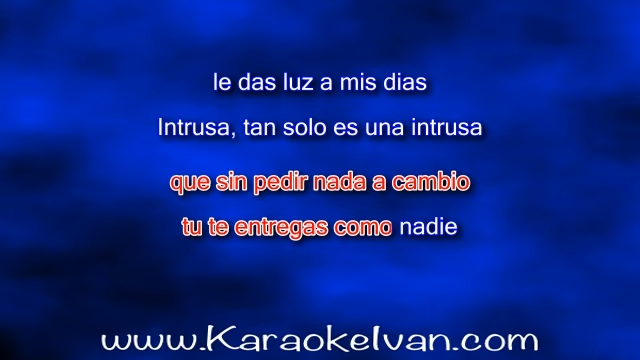 le das luz a mis dias
Intrusa, tan solo es una intrusa
que sin pedir nada a cambio
tu te entregas como nadie
www.KaraokeIvan.com